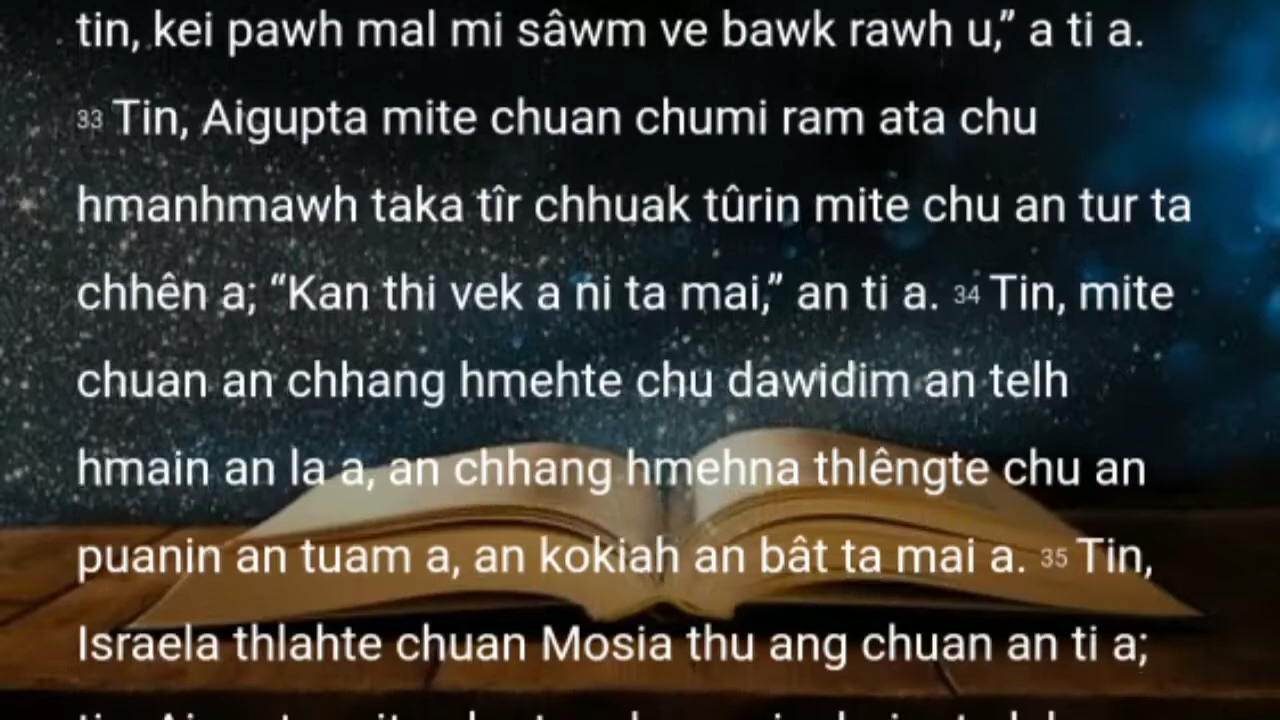 tin, kei pawh mal mi sâwm ve bawk rawh u,” a ti a.
33 Tin, Aigupta mite chuan chumi ram ata chu
hmanhmawh taka tîr chhuak tûrin mite chu an tur ta
chhên a; “Kan thi vek a ni ta mai,” an ti a. 34 Tin, mite
chuan an chhang hmehte chu dawidim an telh
hmain an la a, an chhang hmehna thlêngte chu an
puanin an tuam a, an kokiah an bât ta mai a. 35 Tin,
Israela thlahte chuan Mosia thu ang chuan an ti a;